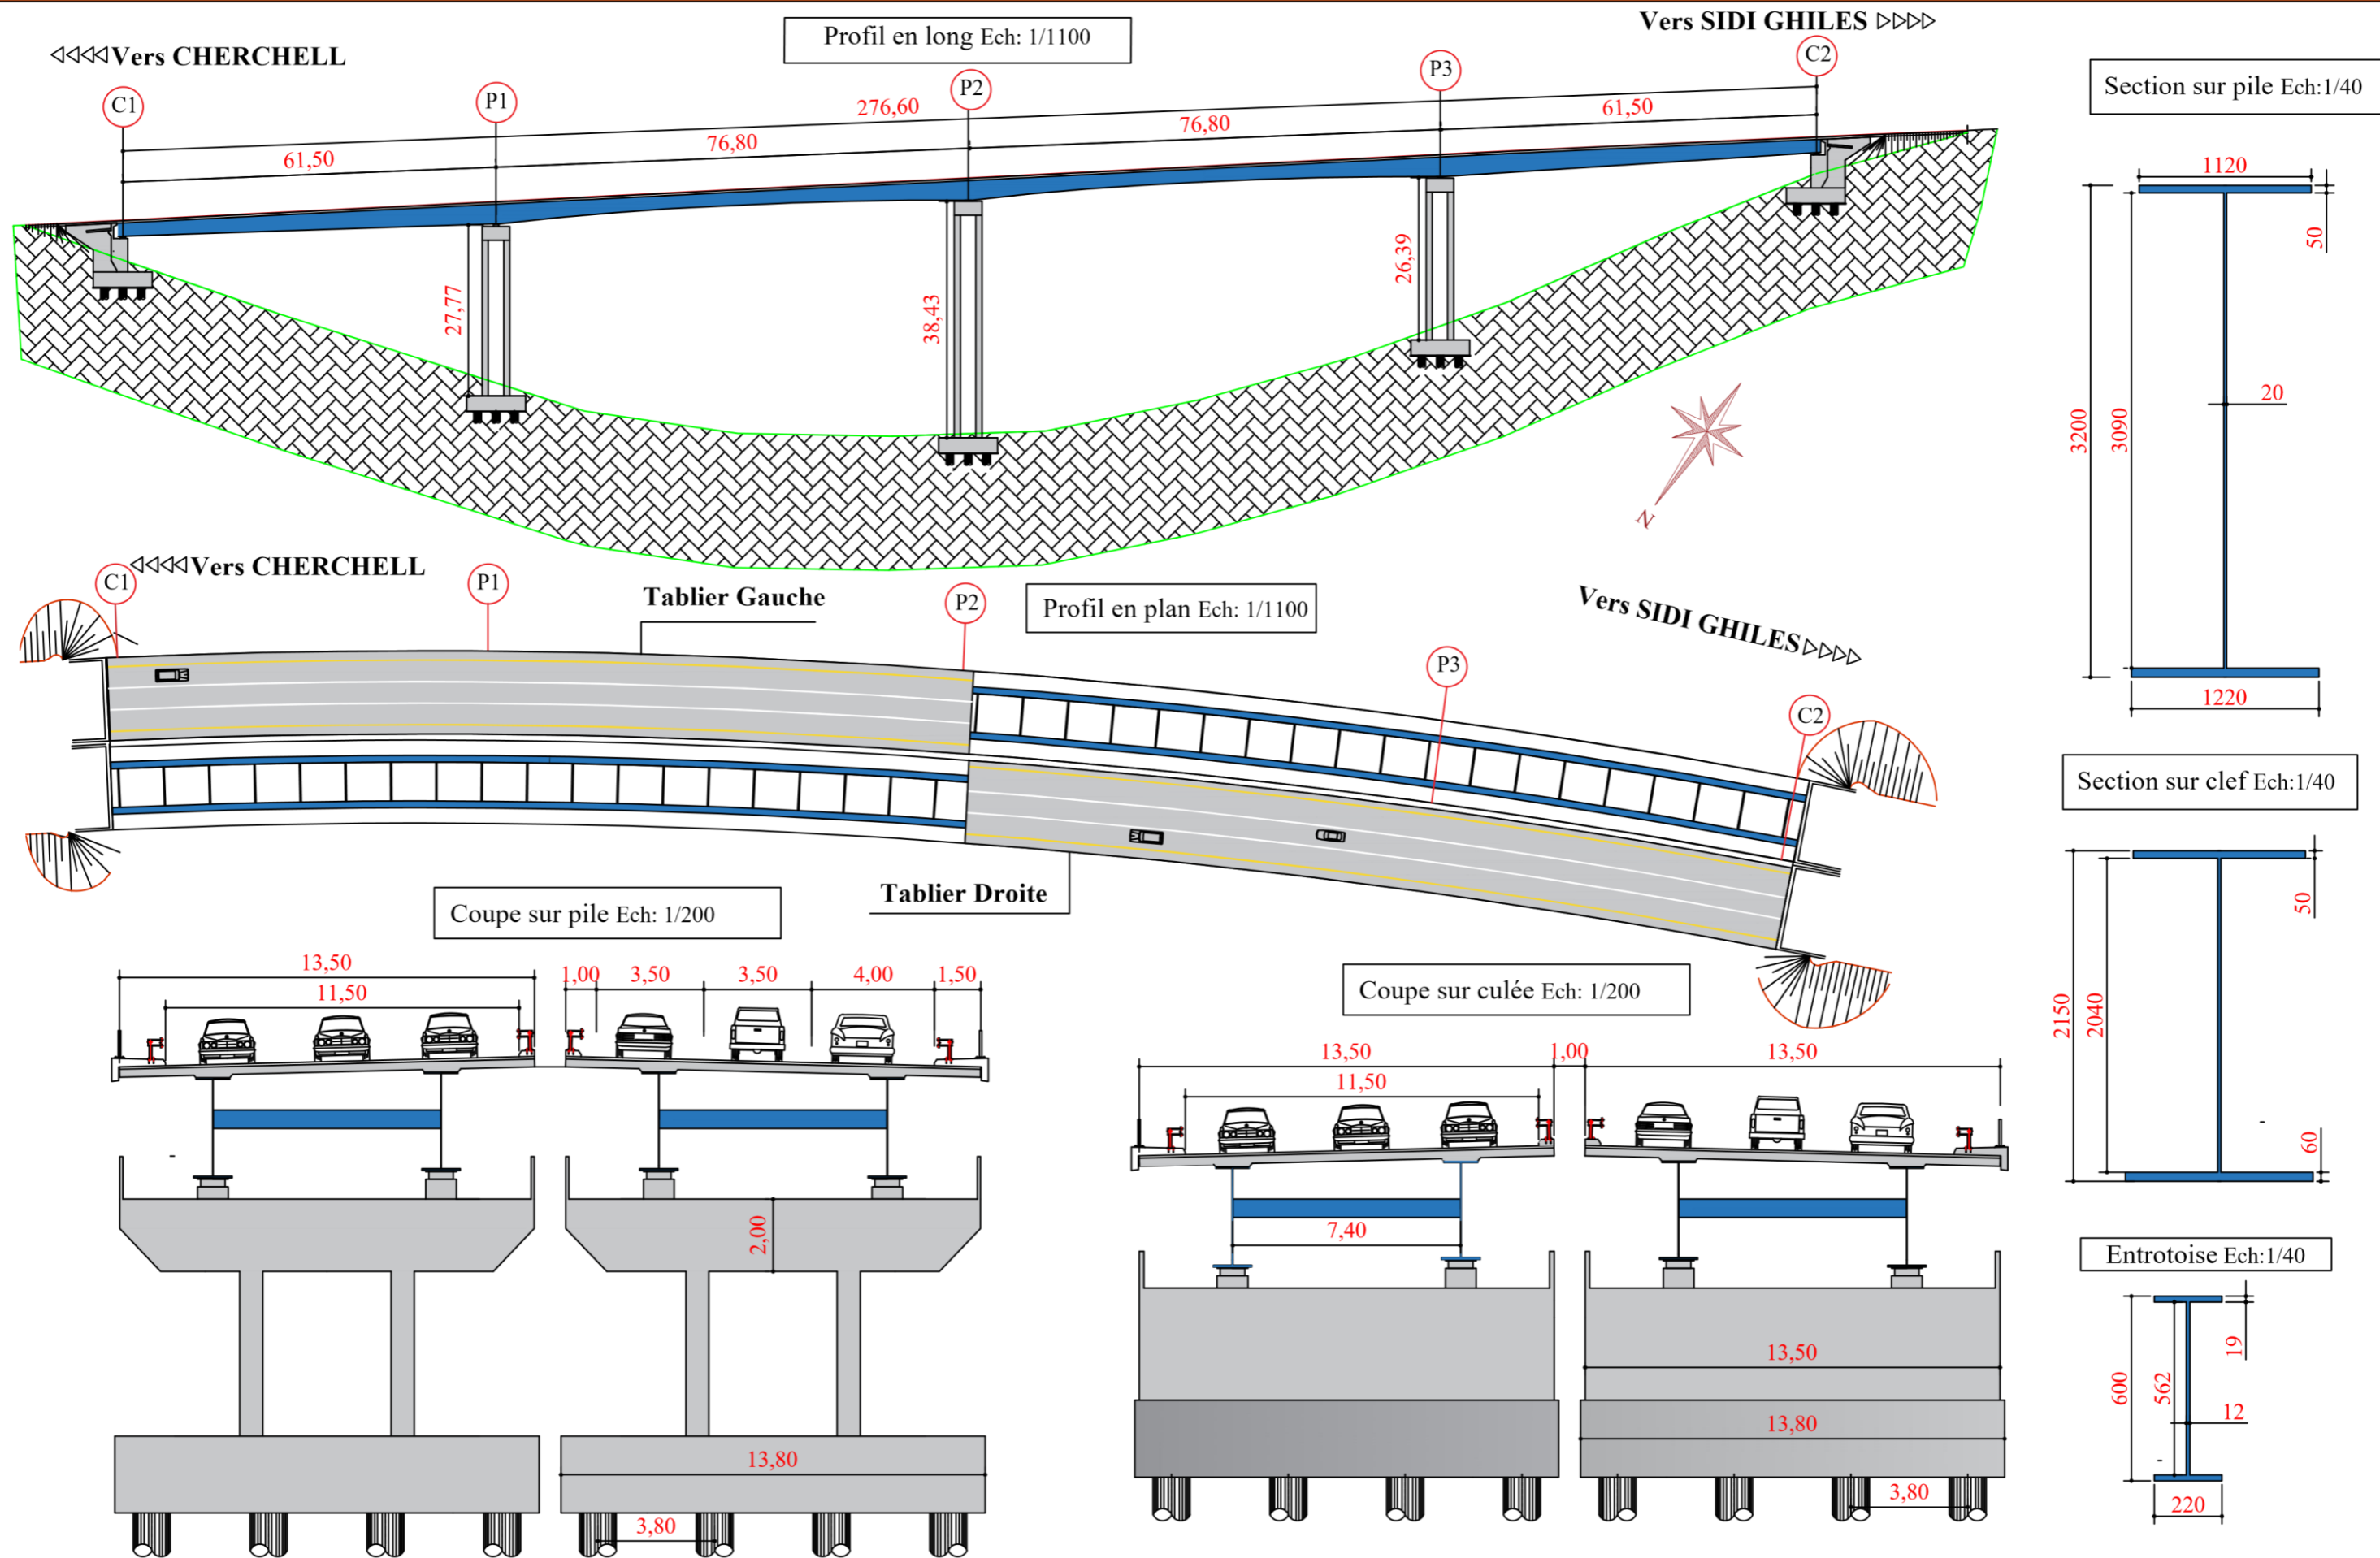 Profil en long Ech: 1/1100
Vers CHERCHELL
Vers SIDI GHILES
C1
P1
P2
P3
C2
276,60
61,50
76,80
76,80
61,50
27,77
38,43
26,39
N
Section sur pile Ech:1/40
1120
50
20
3200
3090
1220
Vers CHERCHELL
C1
P1
Tablier Gauche
P2
Profil en plan Ech: 1/1100
Vers SIDI GHILES
P3
C2
Tablier Droite
Section sur clef Ech:1/40
50
2150
2040
60
Coupe sur pile Ech: 1/200
13,50
11,50
1,00
3,50
3,50
4,00
1,50
2,00
13,80
3,80
Coupe sur culée Ech: 1/200
13,50
1,00
13,50
11,50
7,40
13,50
13,80
3,80
Entrotoise Ech:1/40
19
600
562
12
220